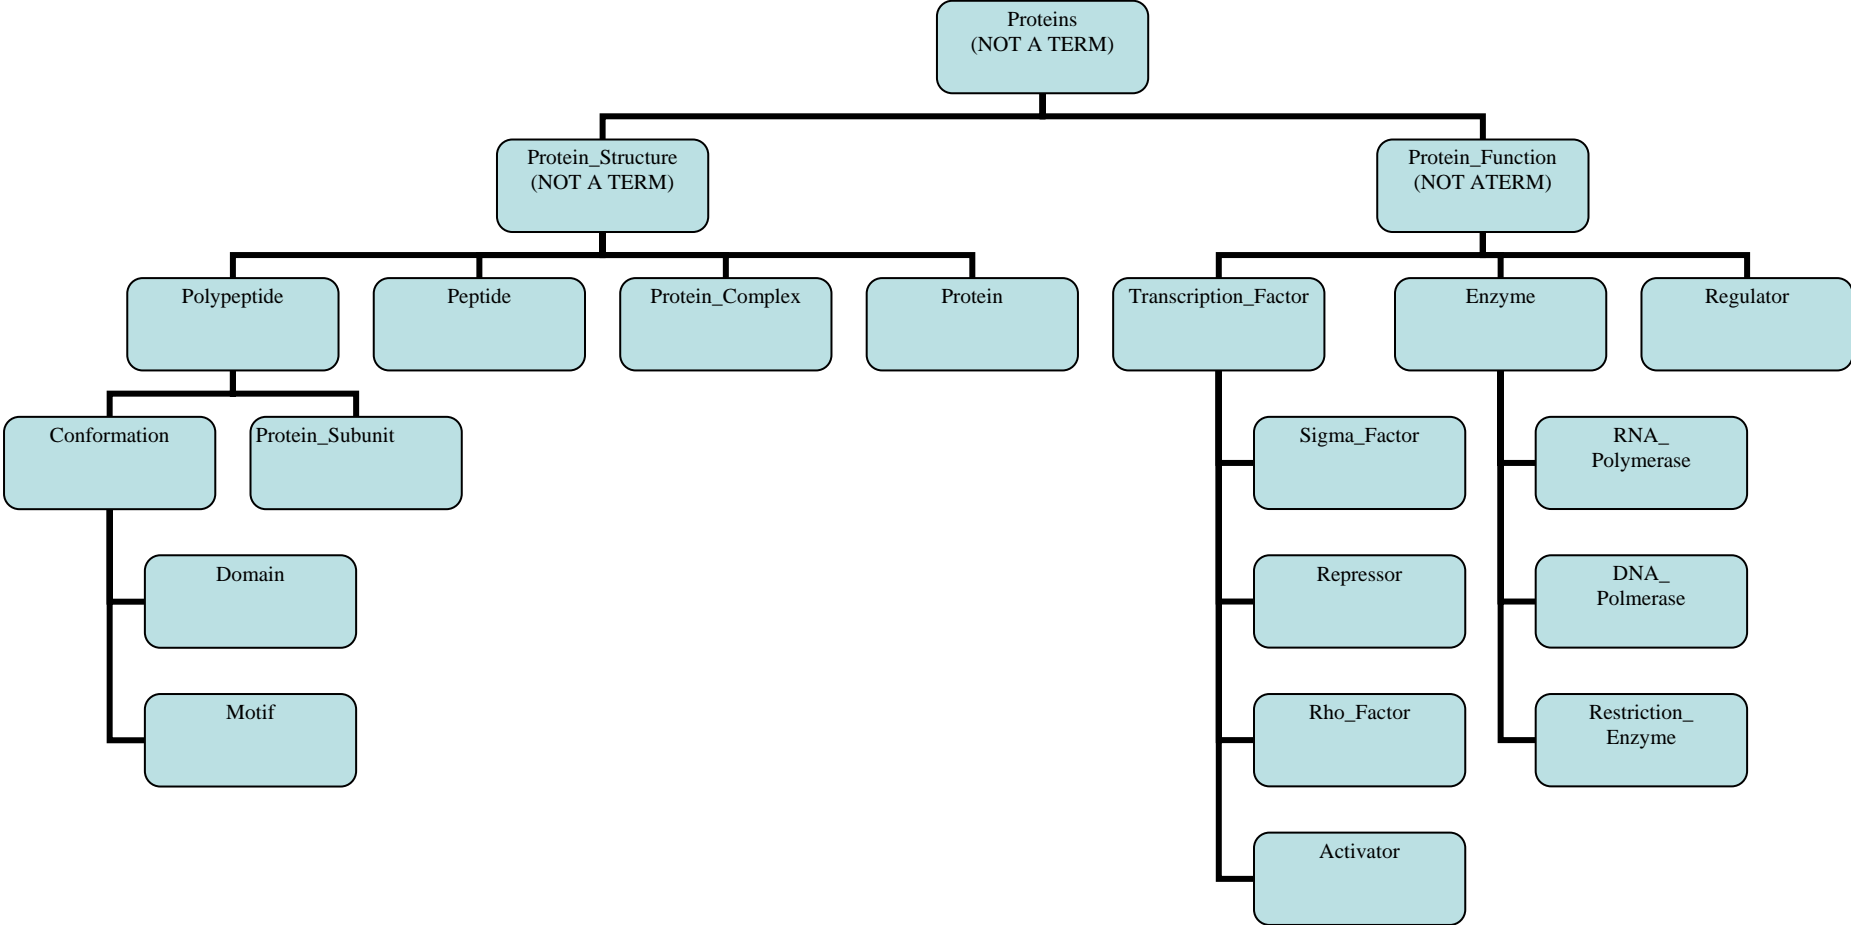 Proteins
(NOT A TERM)
Protein_Structure
(NOT A TERM)
Protein_Function
(NOT ATERM)
Polypeptide
Peptide
Protein_Complex
Protein
Transcription_Factor
Enzyme
Regulator
Conformation
Protein_Subunit
Sigma_Factor
RNA_
Polymerase
Domain
Repressor
DNA_
Polmerase
Motif
Rho_Factor
Restriction_
Enzyme
Activator